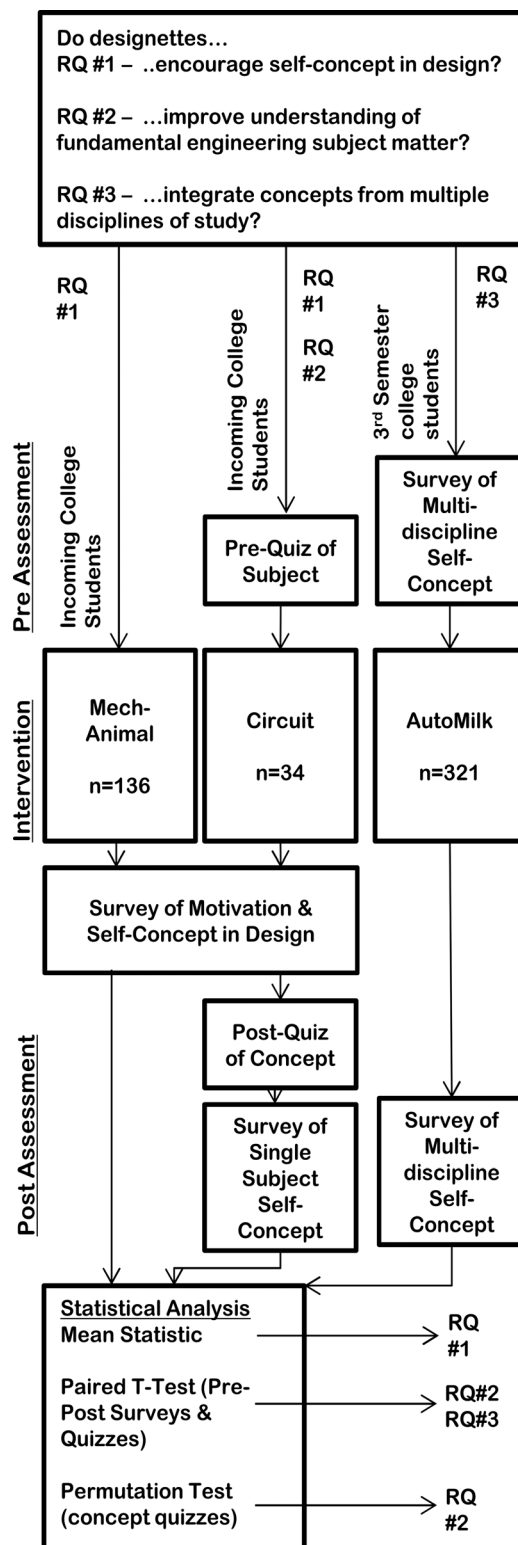 Do designettes…
RQ #1 – ..encourage self-concept in design?
RQ #2 – …improve understanding of
fundamental engineering subject matter?
RQ #3 – …integrate concepts from multiple
disciplines of study?
RQ
#1
RQ
#1
RQ
#2
RQ
#3
Pre Assessment
Incoming College
Students
Incoming College
Students
3rd Semester
college
students
Pre-Quiz of
Subject
Survey of
Multi-
discipline
Self-
Concept
Intervention
Mech-
Animal
n=136
Circuit
n=34
AutoMilk
n=321
Survey of Motivation &
Self-Concept in Design
Post Assessment
Post-Quiz
of Concept
Survey of
Single
Subject
Self-
Concept
Survey of
Multi-
discipline
Self-
Concept
Statistical Analysis
Mean Statistic
RQ
#1
Paired T-Test (Pre-
Post Surveys &
Quizzes)
RQ#2
RQ#3
Permutation Test
(concept quizzes)
RQ
#2